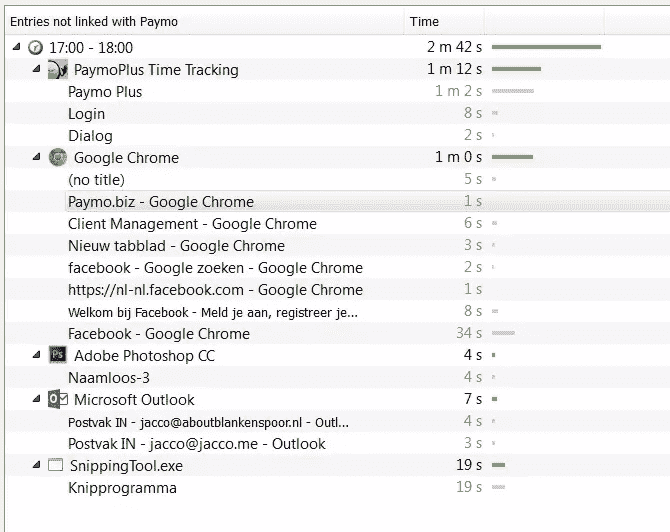 Entries not linked with Paymo Time
17:00 - 18:00 2 m 42 s
PaymoPlus Time Tracking 1 m 12 s
Paymo Plus 1 m 2 s
Login 8 s
Dialog 2 s
Google Chrome 1 m 0 s
(no title) 5 s
Paymo.biz - Google Chrome 1 s
Client Management - Google Chrome 6 s
Nieuw tabblad - Google Chrome 3 s
facebook - Google zoeken - Google Chrome 2 s
https://nl-nl.facebook.com - Google Chrome 1 s
Welkom bij Facebook - Meld je aan, registreer je... 8 s
Facebook - Google Chrome 34 s
Ps Adobe Photoshop CC 4 s
Naamloos-3 4 s
Microsoft Outlook 7 s
Postvak IN - jacco@aboutblankenspoor.nl - Outl... 4 s
Postvak IN - jacco@jacco.me - Outlook 3 s
SnippingTool.exe 19 s
Knipprogramma 19 s